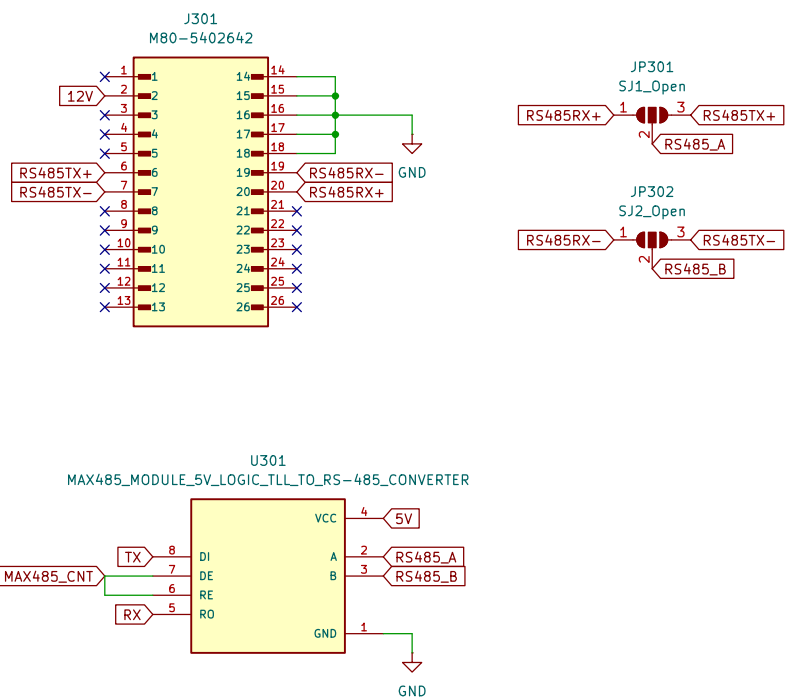 J301
M80-5402642
1 1 14 14
12V 2 2 15 15
3 3 16 16
4 4 17 17
5 5 18 18
GND
RS485TX+ 6 6 19 19 RS485RX-
RS485TX- 7 7 20 20 RS485RX+
8 8 21 21
9 9 22 22
10 10 23 23
11 11 24 24
12 12 25 25
13 13 26 26
JP301
SJ1_Open
RS485RX+ 1 3 RS485TX+
2 RS485_A
JP302
SJ2_Open
RS485RX- 1 3 RS485TX-
2 RS485_B
U301
MAX485_MODULE_5V_LOGIC_TLL_TO_RS-485_CONVERTER
VCC 4 5V
TX 8 DI A 2 RS485_A
MAX485_CNT 7 DE B 3 RS485_B
6 RE
RX 5 RO
GND 1
GND